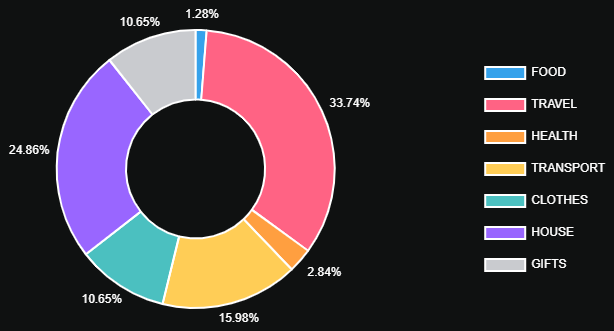 1.28%
10.65%
33.74%
24.86%
2.84%
10.65%
15.98%
FOOD
TRAVEL
HEALTH
TRANSPORT
CLOTHES
HOUSE
GIFTS